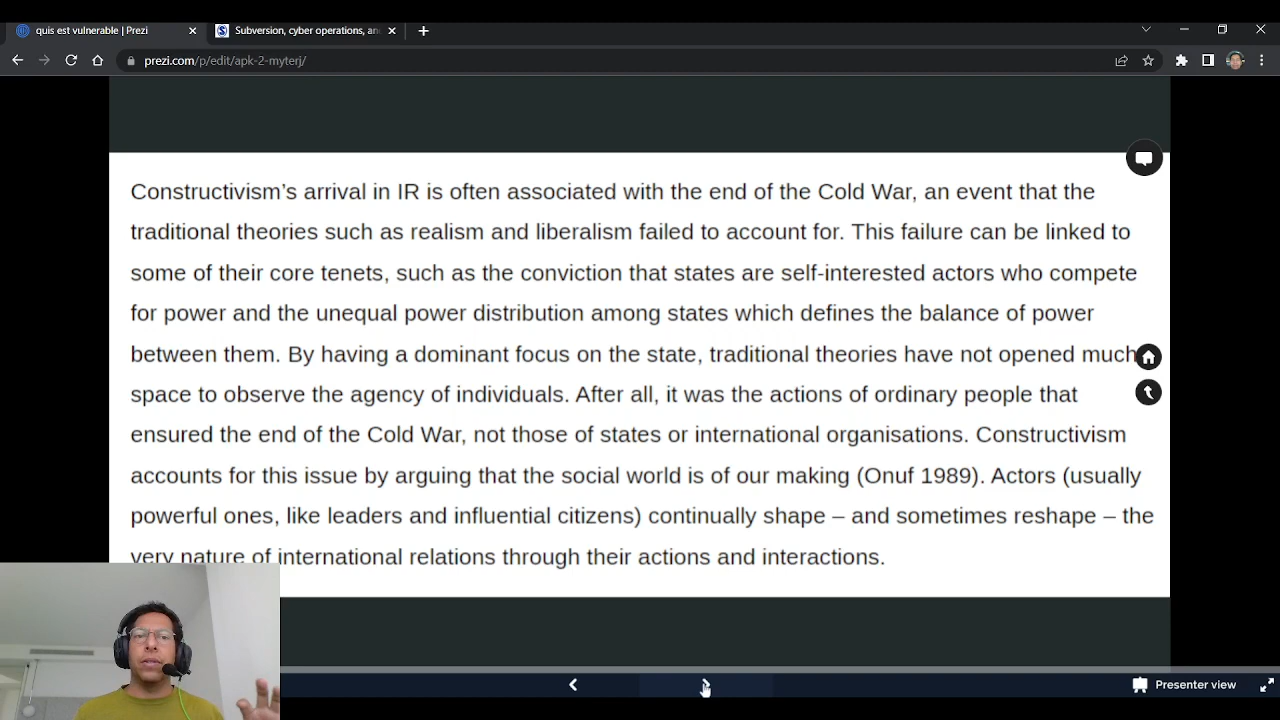 quis est vulnerable | Prezi
Subversion, cyber operations, an
prezi.com/p/edit/apk-2-myterj/
Constructivism’s arrival in IR is often associated with the end of the Cold War, an event that the
traditional theories such as realism and liberalism failed to account for. This failure can be linked to
some of their core tenets, such as the conviction that states are self-interested actors who compete
for power and the unequal power distribution among states which defines the balance of power
between them. By having a dominant focus on the state, traditional theories have not opened much
space to observe the agency of individuals. After all, it was the actions of ordinary people that
ensured the end of the Cold War, not those of states or international organisations. Constructivism
accounts for this issue by arguing that the social world is of our making (Onuf 1989). Actors (usually
powerful ones, like leaders and influential citizens) continually shape – and sometimes reshape – the
very nature of international relations through their actions and interactions.
Presenter view